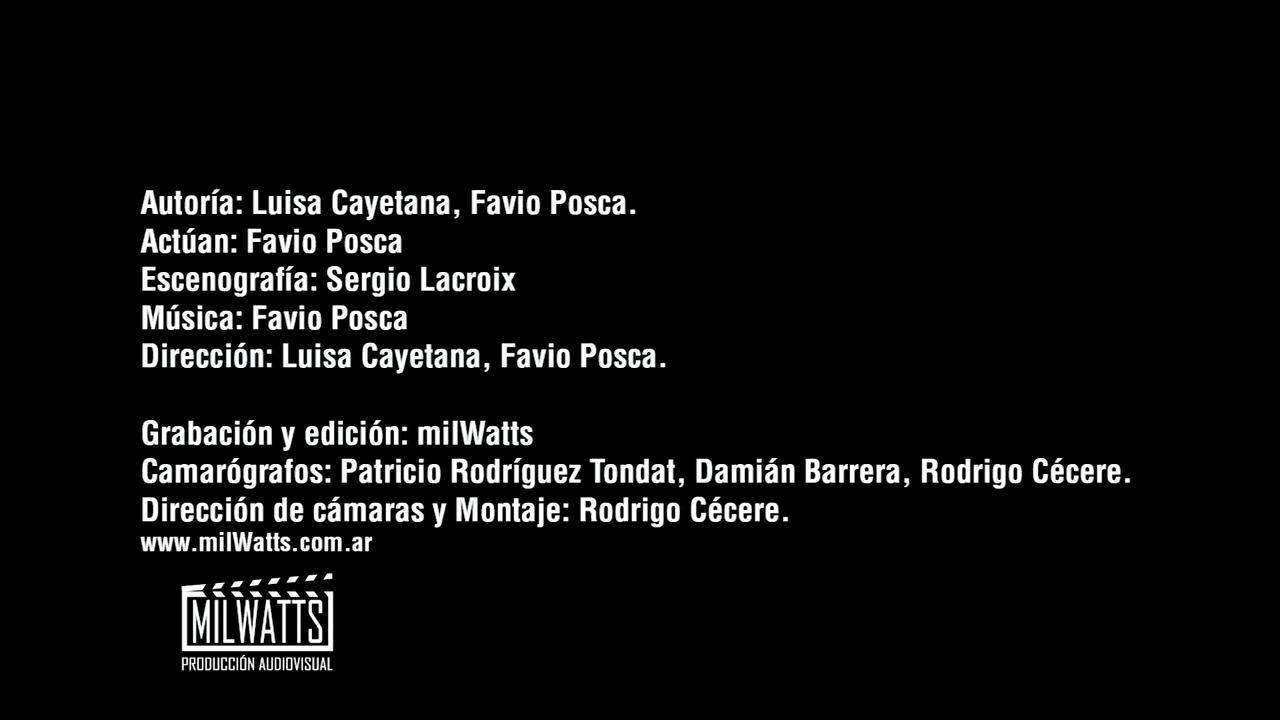 Autoría: Luisa Cayetana, Favio Posca.
Actúan: Favio Posca
Escenografía: Sergio Lacroix
Música: Favio Posca
Dirección: Luisa Cayetana, Favio Posca.
Grabación y edición: milWatts
Camarógrafos: Patricio Rodríguez Tondat, Damián Barrera, Rodrigo Cécere.
Dirección de cámaras y Montaje: Rodrigo Cécere.
www.milWatts.com.ar
MILWATTS
PRODUCCIÓN AUDIOVISUAL